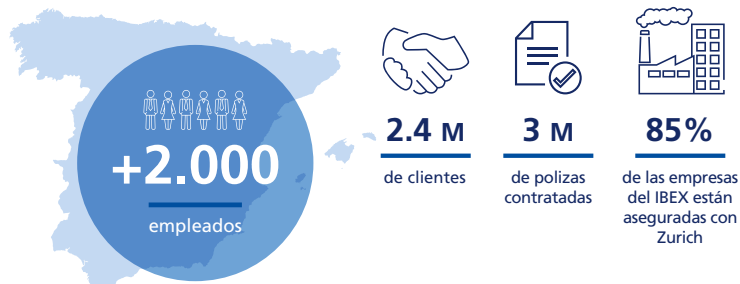 +2.000
empleados
2.4 M
de clientes
3 M
de polizas
contratadas
85%
de las empresas
del IBEX están
aseguradas con
Zurich